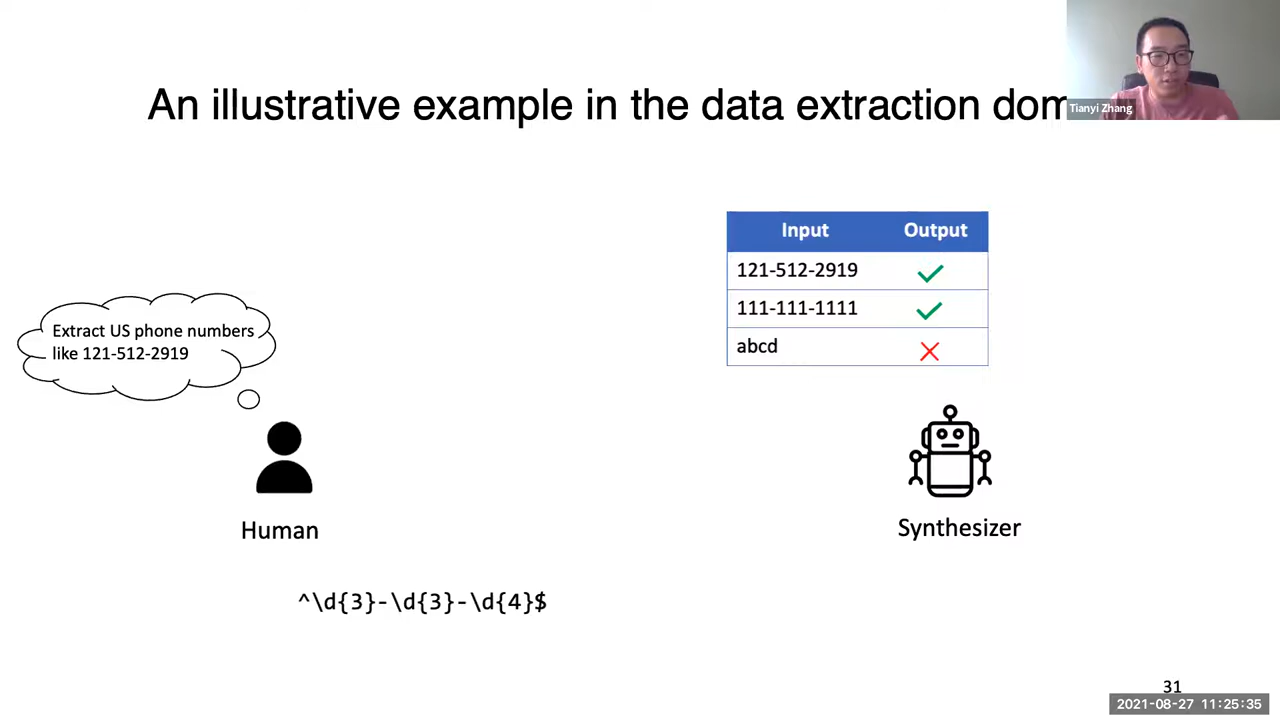 An illustrative example in the data extraction dom
Tianyi Zhang
Input Output
121-512-2919
111-111-1111
abcd
Extract US phone numbers
like 121-512-2919
Human
Synthesizer
^\d{3}-\d{3}-\d{4}$
31
2021-08-27 11:25:35